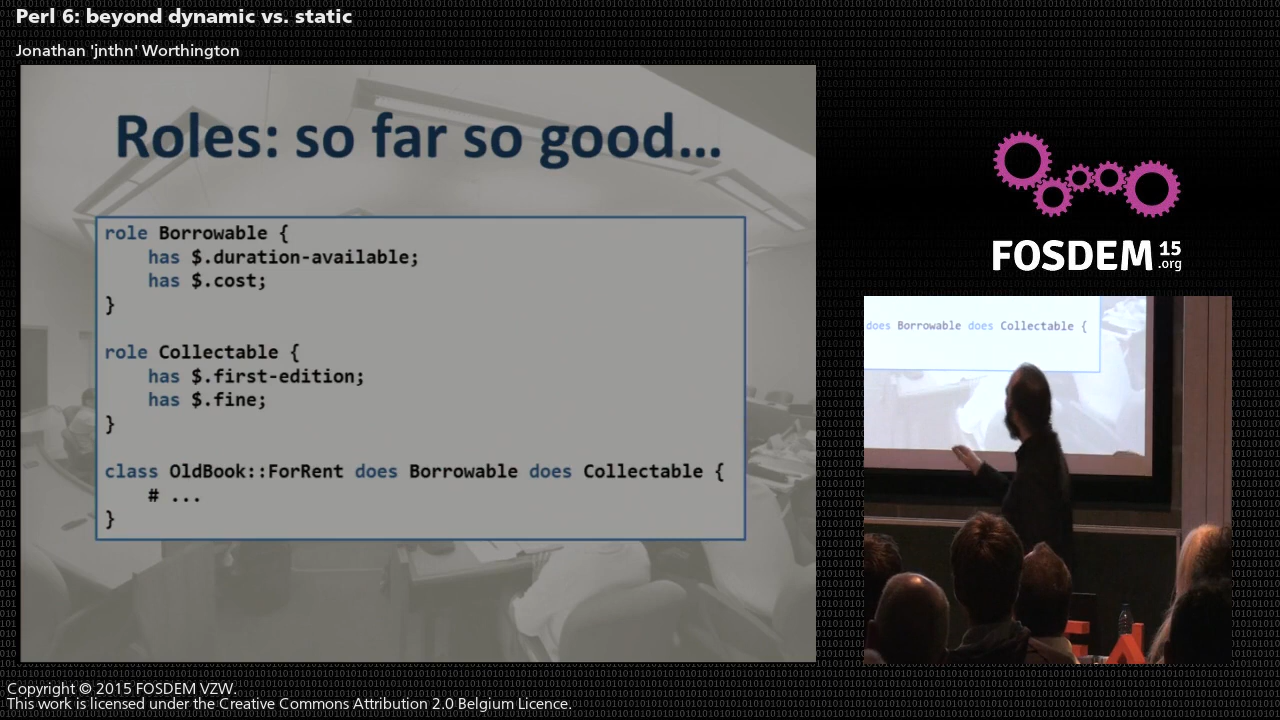 Perl 6: beyond dynamic vs. static
Jonathan 'jnthn' Worthington
Roles: so far so good...
role Borrowable {
has $.duration-available;
has $.cost;
}
role Collectable {
has $.first-edition;
has $.fine;
}
class OldBook::ForRent does Borrowable does Collectable {
# ...
}
FOSDEM 15
.org
does Borrowable does Collectable {
Copyright © 2015 FOSDEM VZW.
This work is licensed under the Creative Commons Attribution 2.0 Belgium Licence.